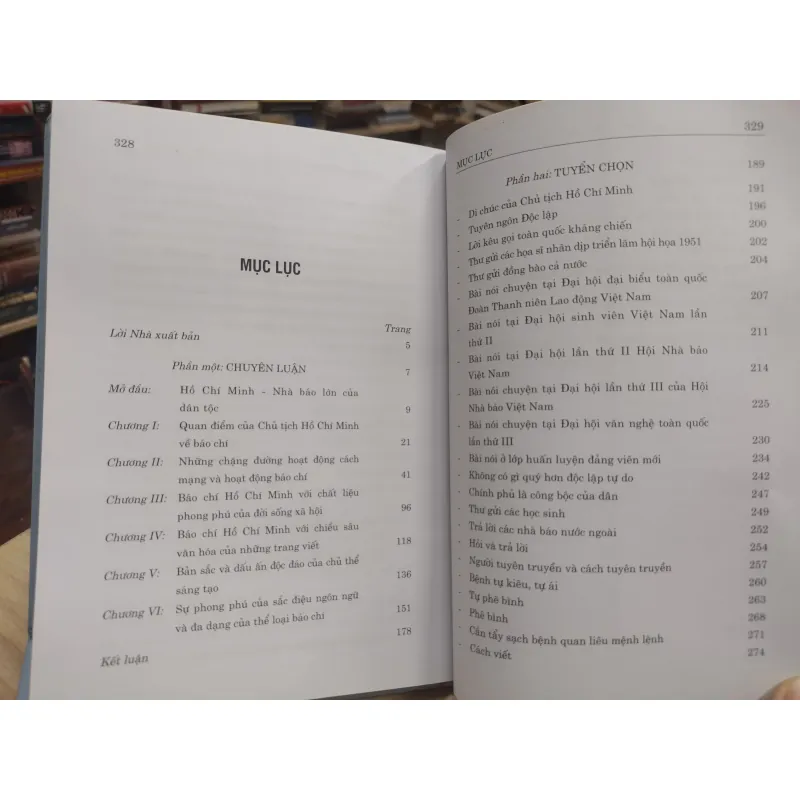 328
MỤC LỤC
Trang
Lời Nhà xuất bản 5
Phần một: CHUYÊN LUẬN 7
Mở đầu: Hồ Chí Minh - Nhà báo lớn của
dân tộc 9
Chương I: Quan điểm của Chủ tịch Hồ Chí Minh
về báo chí 21
Chương II: Những chặng đường hoạt động cách
mạng và hoạt động báo chí 41
Chương III: Báo chí Hồ Chí Minh với chất liệu
phong phú của đời sống xã hội 96
Chương IV: Báo chí Hồ Chí Minh với chiều sâu
văn hóa của những trang viết 118
Chương V: Bản sắc và dấu ấn độc đáo của chủ thể
sáng tạo 136
Chương VI: Sự phong phú của sắc điệu ngôn ngữ
và đa dạng của thể loại báo chí 151
Kết luận 178
MỤC LỤC 329
Phần hai: TUYỂN CHỌN 189
- Di chúc của Chủ tịch Hồ Chí Minh 191
- Tuyên ngôn Độc lập 196
- Lời kêu gọi toàn quốc kháng chiến 200
- Thư gửi các họa sĩ nhân dịp triển lãm hội họa 1951 202
- Thư gửi đồng bào cả nước 204
- Bài nói chuyện tại Đại hội đại biểu toàn quốc
Đoàn Thanh niên Lao động Việt Nam 207
- Bài nói tại Đại hội sinh viên Việt Nam lần
thứ II 211
- Bài nói tại Đại hội lần thứ II Hội Nhà báo
Việt Nam 214
- Bài nói chuyện tại Đại hội lần thứ III của Hội
Nhà báo Việt Nam 225
- Bài nói chuyện tại Đại hội văn nghệ toàn quốc
lần thứ III 230
- Bài nói ở lớp huấn luyện đảng viên mới 234
- Không có gì quý hơn độc lập tự do 242
- Chính phủ là công bộc của dân 247
- Thư gửi các học sinh 249
- Trả lời các nhà báo nước ngoài 252
- Hỏi và trả lời 254
- Người tuyên truyền và cách tuyên truyền 257
- Bệnh tự kiêu, tự ái 260
- Tự phê bình 263
- Phê bình 268
- Cần tẩy sạch bệnh quan liêu mệnh lệnh 271
- Cách viết 274